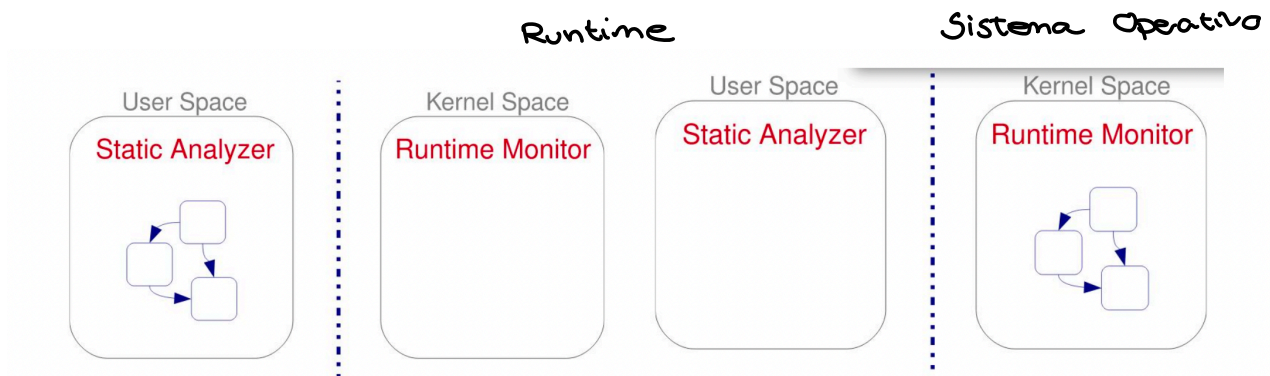 Runtime
Sistema Operativo
User Space
Static Analyzer
Kernel Space
Runtime Monitor
User Space
Static Analyzer
Kernel Space
Runtime Monitor